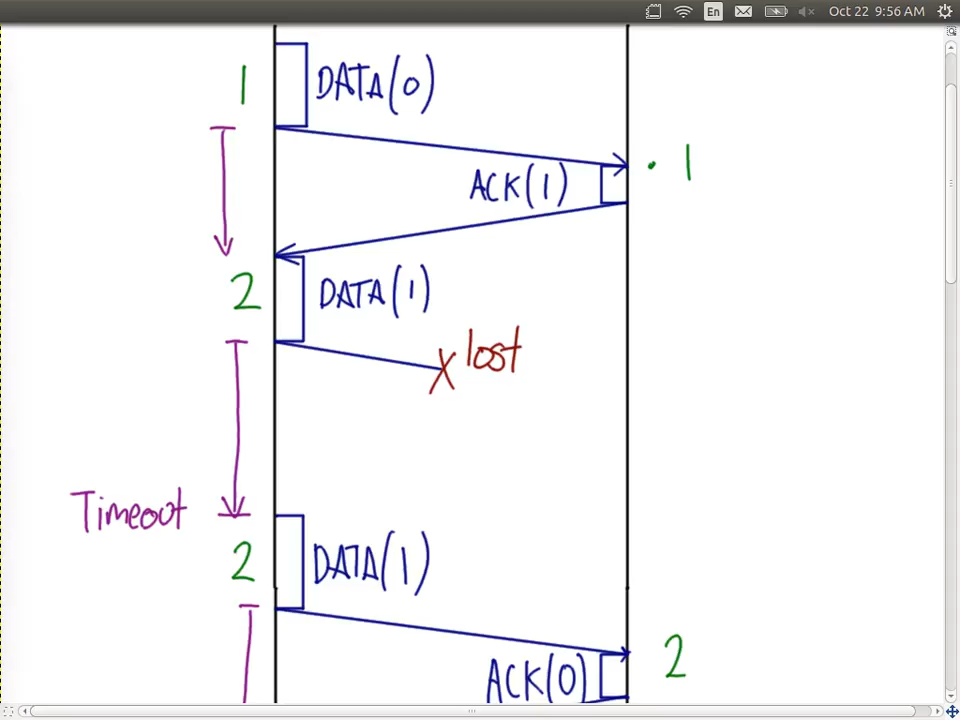 En Oct 22 9:56 AM
1 DATA(0)
ACK(1) • 1
2 DATA(1)
X lost
Timeout
2 DATA(1)
2
ACK(0)